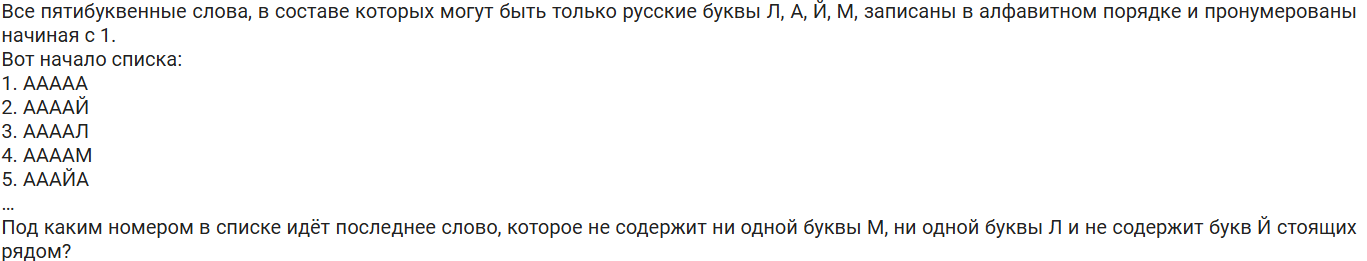 Все пятибуквенные слова, в составе которых могут быть только русские буквы Л, А, Й, М, записаны в алфавитном порядке и пронумерованы
начиная с 1.
Вот начало списка:
1. ААААА
2. ААААЙ
3. ААААЛ
4. ААААМ
5. АААЙА
...
Под каким номером в списке идёт последнее слово, которое не содержит ни одной буквы М, ни одной буквы Л и не содержит букв Й стоящих
рядом?